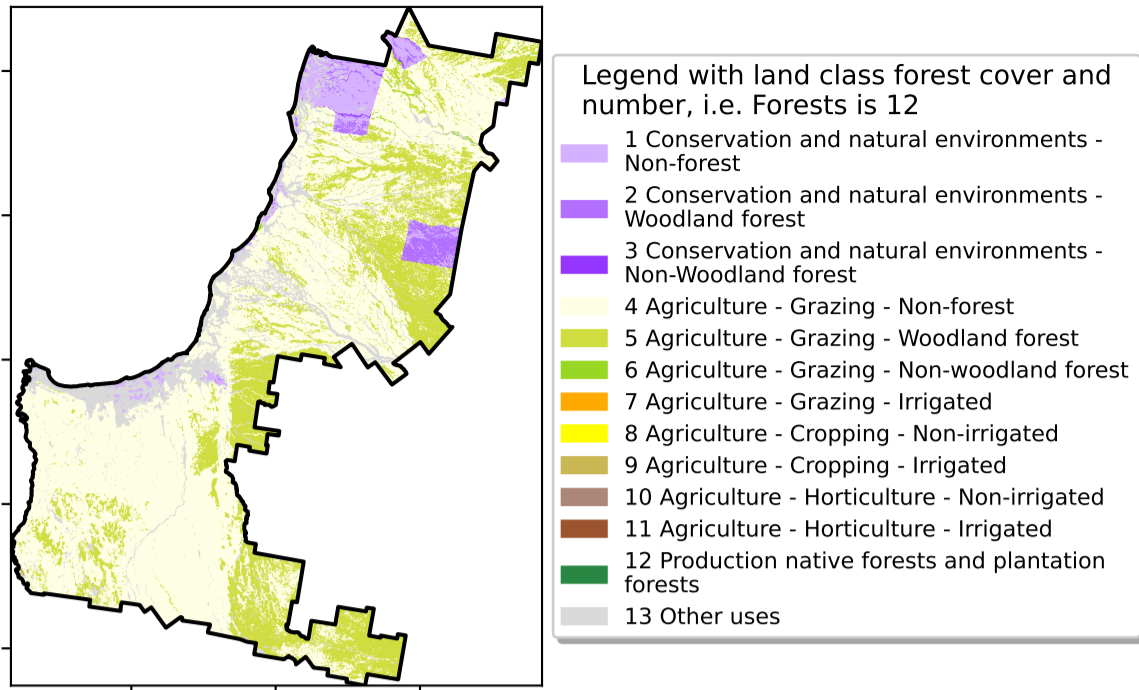 Legend with land class forest cover and
number, i.e. Forests is 12
1 Conservation and natural environments -
Non-forest
2 Conservation and natural environments -
Woodland forest
3 Conservation and natural environments -
Non-Woodland forest
4 Agriculture - Grazing - Non-forest
5 Agriculture - Grazing - Woodland forest
6 Agriculture - Grazing - Non-woodland forest
7 Agriculture - Grazing - Irrigated
8 Agriculture - Cropping - Non-irrigated
9 Agriculture - Cropping - Irrigated
10 Agriculture - Horticulture - Non-irrigated
11 Agriculture - Horticulture - Irrigated
12 Production native forests and plantation
forests
13 Other uses